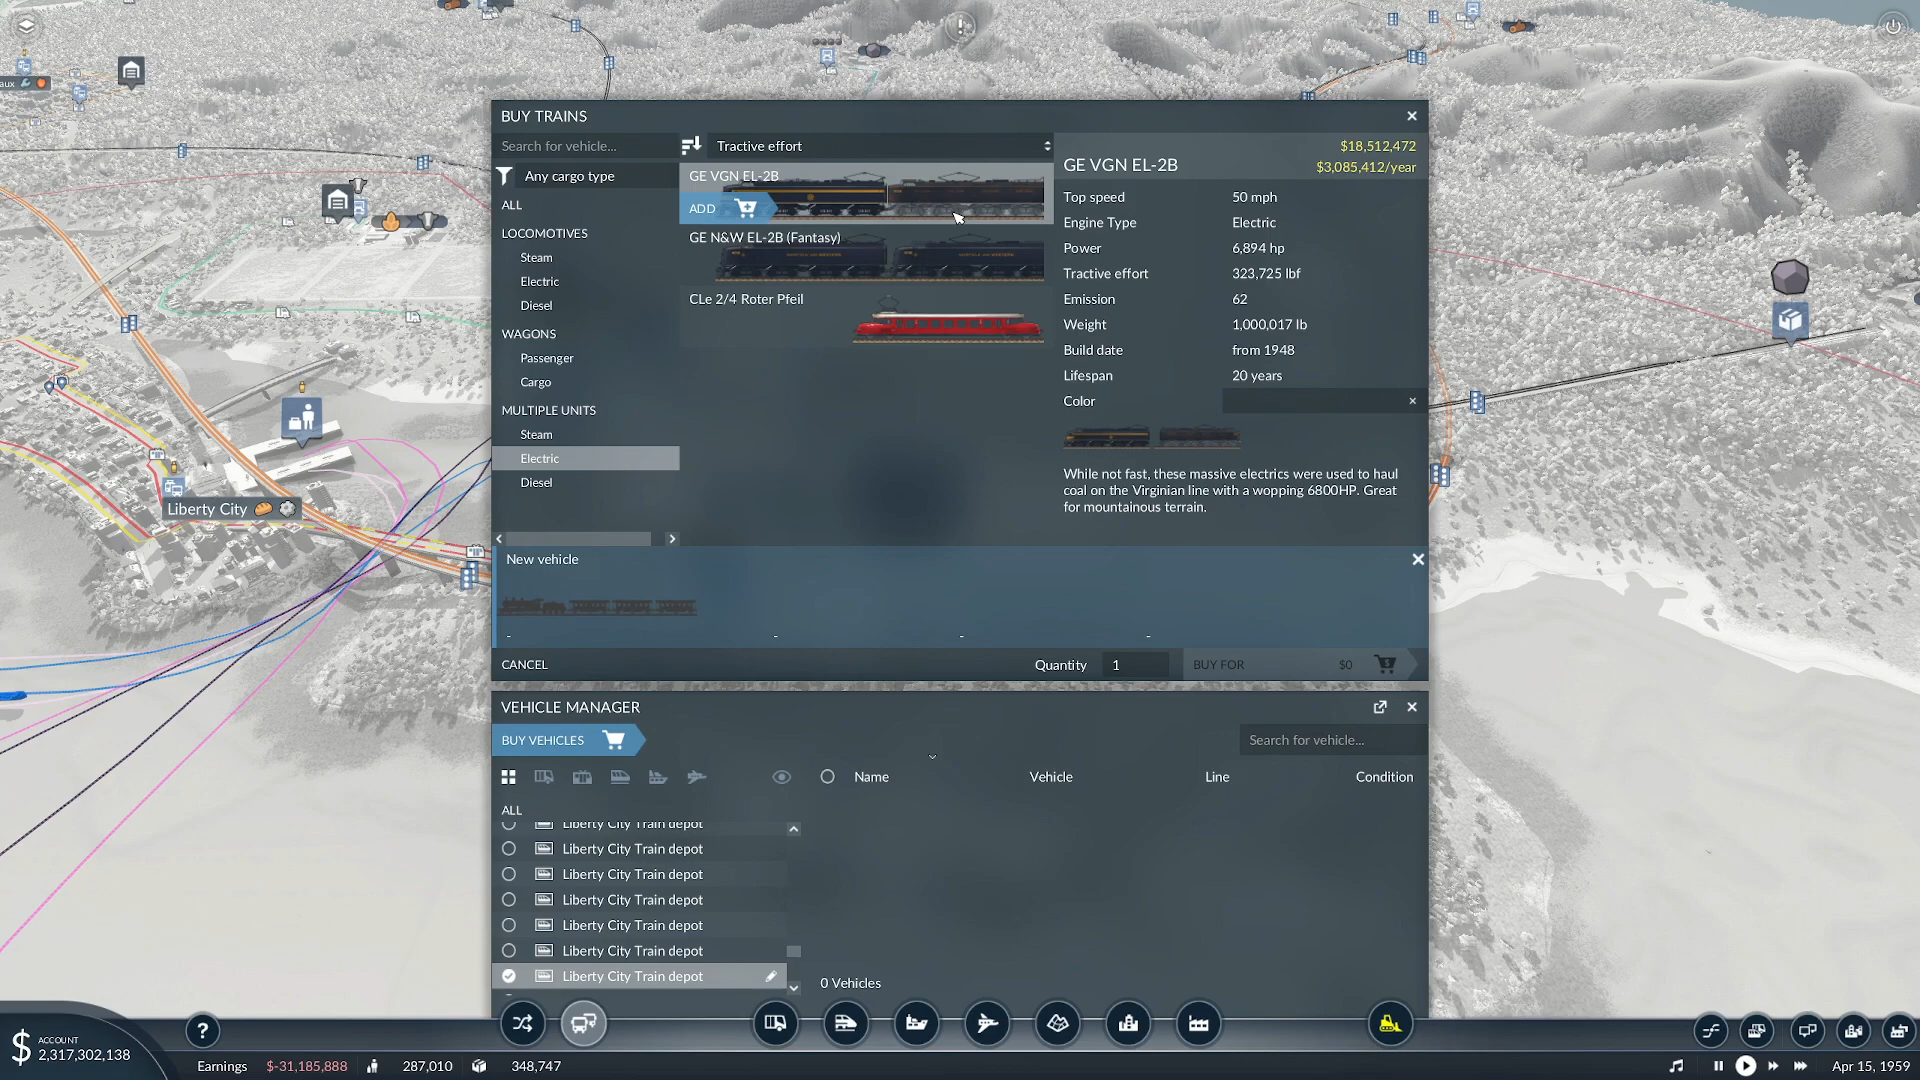 BUY TRAINS
Search for vehicle...
Tractive effort
Any cargo type
ALL
LOCOMOTIVES
Steam
Electric
Diesel
WAGONS
Passenger
Cargo
MULTIPLE UNITS
Steam
Electric
Diesel
GE VGN EL-2B
ADD
GE N&W EL-2B (Fantasy)
CLe 2/4 Roter Pfeil
$18,512,472
GE VGN EL-2B
$3,085,412/year
Top speed 50 mph
Engine Type Electric
Power 6,894 hp
Tractive effort 323,725 lbf
Emission 62
Weight 1,000,017 lb
Build date from 1948
Lifespan 20 years
Color
While not fast, these massive electrics were used to haul
coal on the Virginian line with a wopping 6800HP. Great
for mountainous terrain.
New vehicle
- - - -
CANCEL
Quantity 1
BUY FOR $0
aux
Liberty City
VEHICLE MANAGER
BUY VEHICLES
Search for vehicle...
Name Vehicle Line Condition
ALL
Liberty City Train depot
Liberty City Train depot
Liberty City Train depot
Liberty City Train depot
Liberty City Train depot
Liberty City Train depot
Liberty City Train depot
0 Vehicles
?
$ ACCOUNT
2,317,302,138
Earnings $-31,185,888 287,010 348,747
Apr 15, 1959